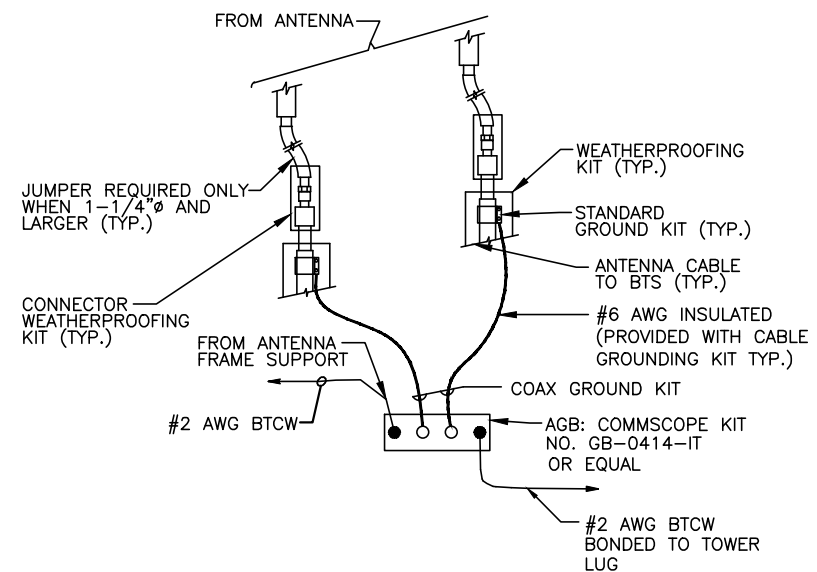 FROM ANTENNA
WEATHERPROOFING
KIT (TYP.)
JUMPER REQUIRED ONLY
WHEN 1-1/4"ø AND
LARGER (TYP.)
STANDARD
GROUND KIT (TYP.)
ANTENNA CABLE
TO BTS (TYP.)
CONNECTOR
WEATHERPROOFING
KIT (TYP.)
#6 AWG INSULATED
(PROVIDED WITH CABLE
GROUNDING KIT TYP.)
FROM ANTENNA
FRAME SUPPORT
COAX GROUND KIT
#2 AWG BTCW
AGB: COMMSCOPE KIT
NO. GB-0414-IT
OR EQUAL
#2 AWG BTCW
BONDED TO TOWER
LUG